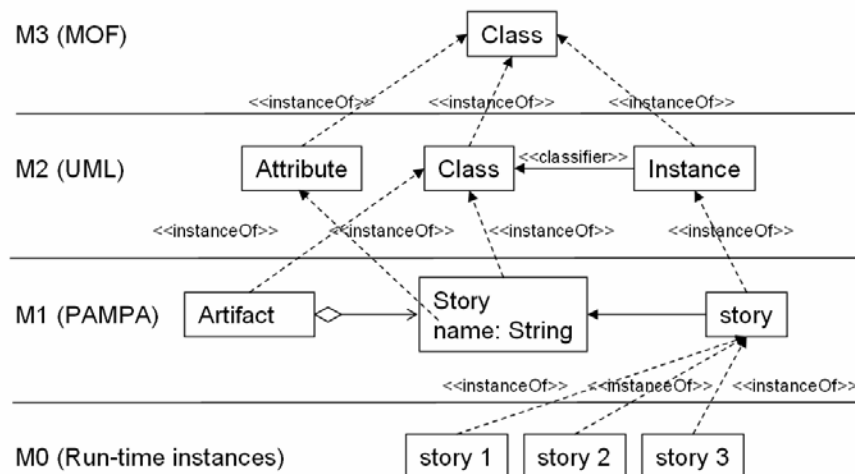 M3 (MOF)
Class
<<instanceOf>>
<<instanceOf>>
<<instanceOf>>
M2 (UML)
Attribute
Class
<<classifier>>
Instance
<<instanceOf>>
<<instanceOf>>
<<instanceOf>>
<<instanceOf>>
M1 (PAMPA)
Artifact
Story
name: String
story
<<instanceOf>>
<<instanceOf>>
<<instanceOf>>
M0 (Run-time instances)
story 1
story 2
story 3